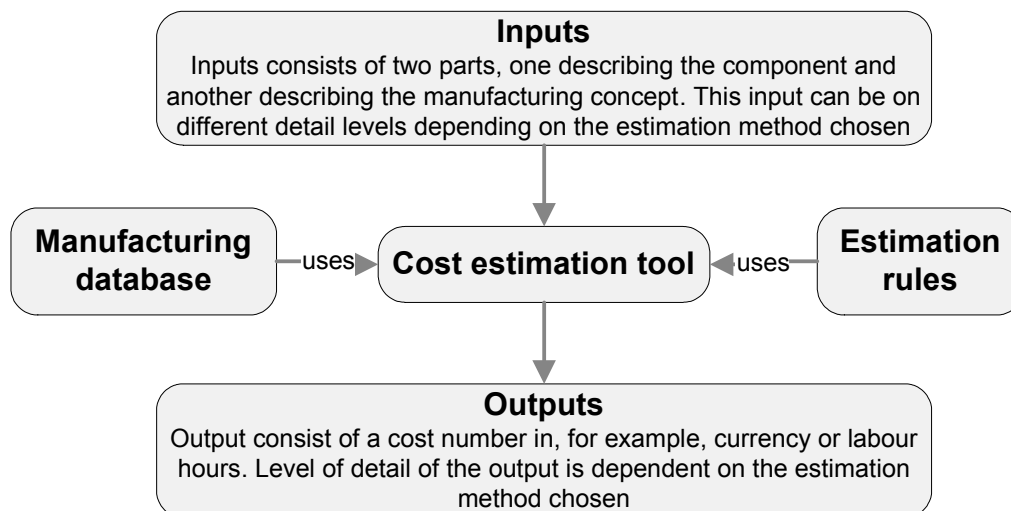 Inputs
Inputs consists of two parts, one describing the component and
another describing the manufacturing concept. This input can be on
different detail levels depending on the estimation method chosen
Manufacturing
database
uses
Cost estimation tool
uses
Estimation
rules
Outputs
Output consist of a cost number in, for example, currency or labour
hours. Level of detail of the output is dependent on the estimation
method chosen